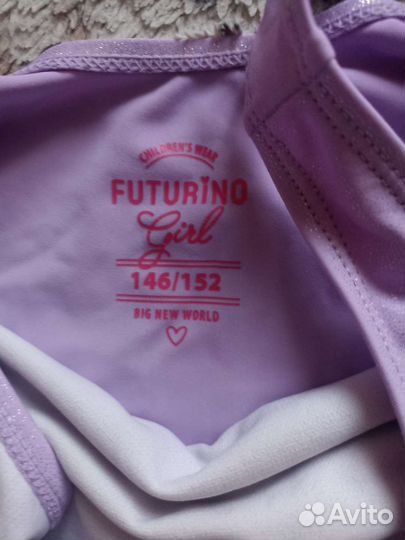 CHILDREN'S WEAR
FUTURINO
Girl
146/152
BIG NEW WORLD
Avito